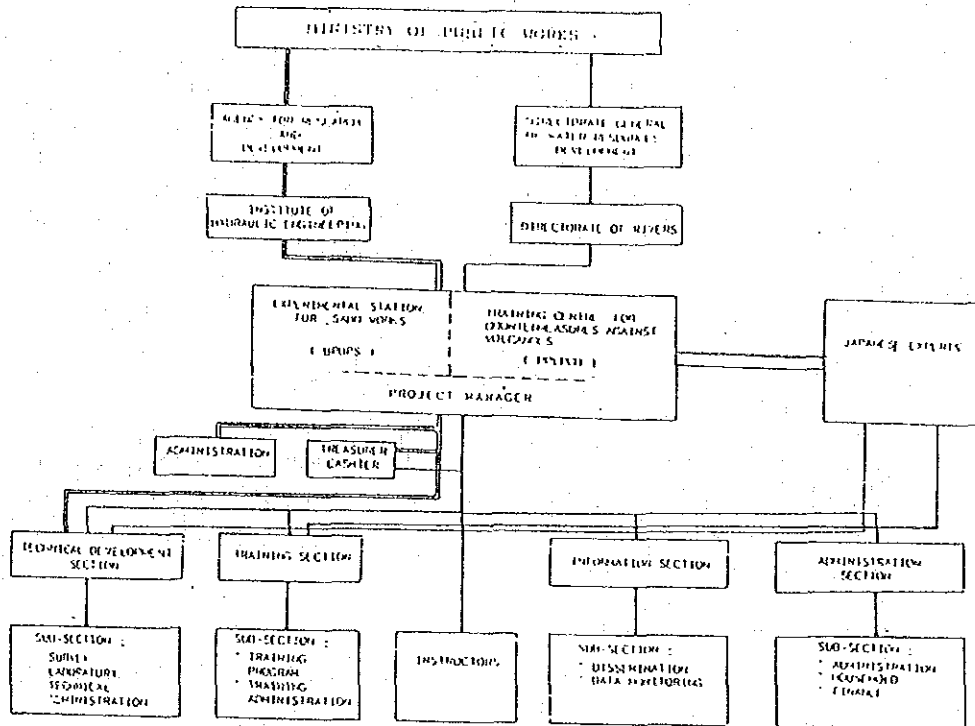 MINISTRY OF PUBLIC WORKS
AGENCY FOR RESEARCH
AND
DEVELOPMENT
DIRECTORATE GENERAL
OF WATER RESOURCES
DEVELOPMENT
INSTITUTE OF
HYDRAULIC ENGINEERING
DIRECTORATE OF RIVERS
EXPERIMENTAL STATION
FOR SABO WORKS
TRAINING CENTRE FOR
COUNTERMEASURES AGAINST
VOLCANOES
JAPANESE EXPERTS
PROJECT MANAGER
ADMINISTRATION
TREASURER
CASHIER
TECHNICAL DEVELOPMENT
SECTION
TRAINING SECTION
INFORMATIVE SECTION
ADMINISTRATION
SECTION
SUB-SECTION :
SURVEY
LABORATORY
TECHNICAL
ADMINISTRATION
SUB-SECTION :
* TRAINING
PROGRAM
* TRAINING
ADMINISTRATION
INSTRUCTORS
SUB-SECTION :
* DISSEMINATION
* DATA MONITORING
SUB-SECTION :
* ADMINISTRATION
* HOUSEHOLD
* FINANCE